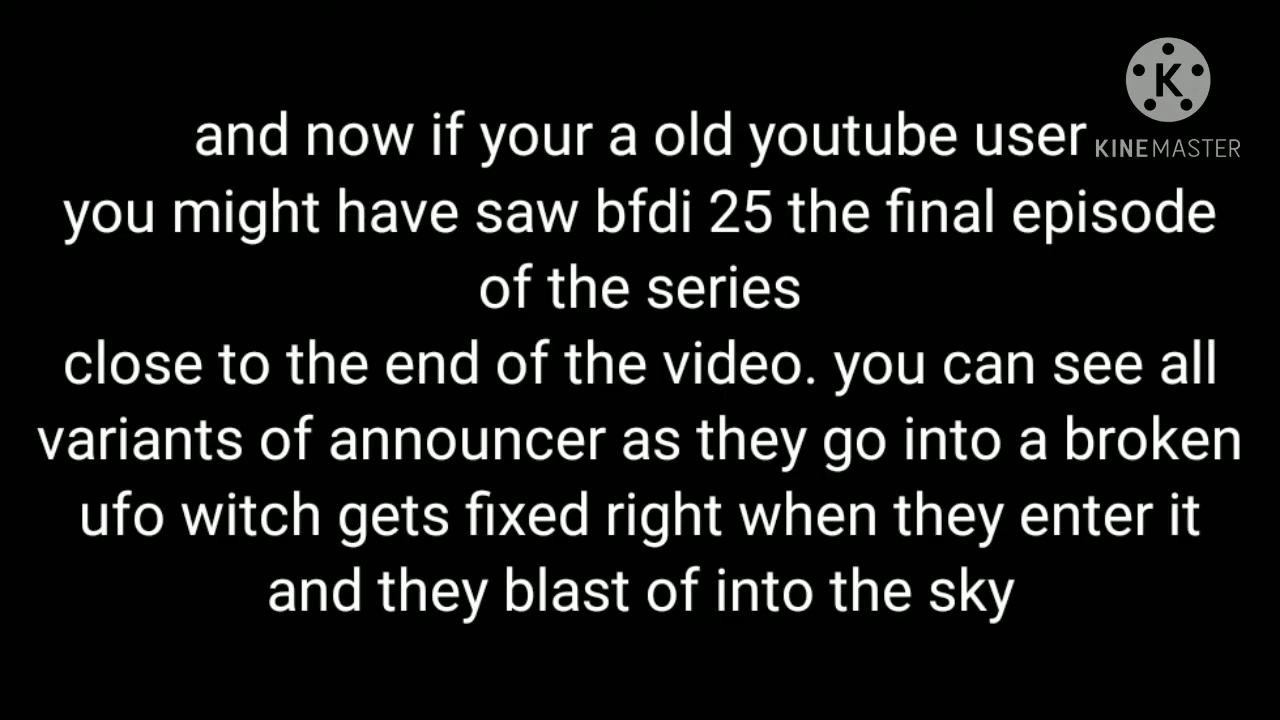 K
KINEMASTER
and now if your a old youtube user
you might have saw bfdi 25 the final episode
of the series
close to the end of the video. you can see all
variants of announcer as they go into a broken
ufo witch gets fixed right when they enter it
and they blast of into the sky